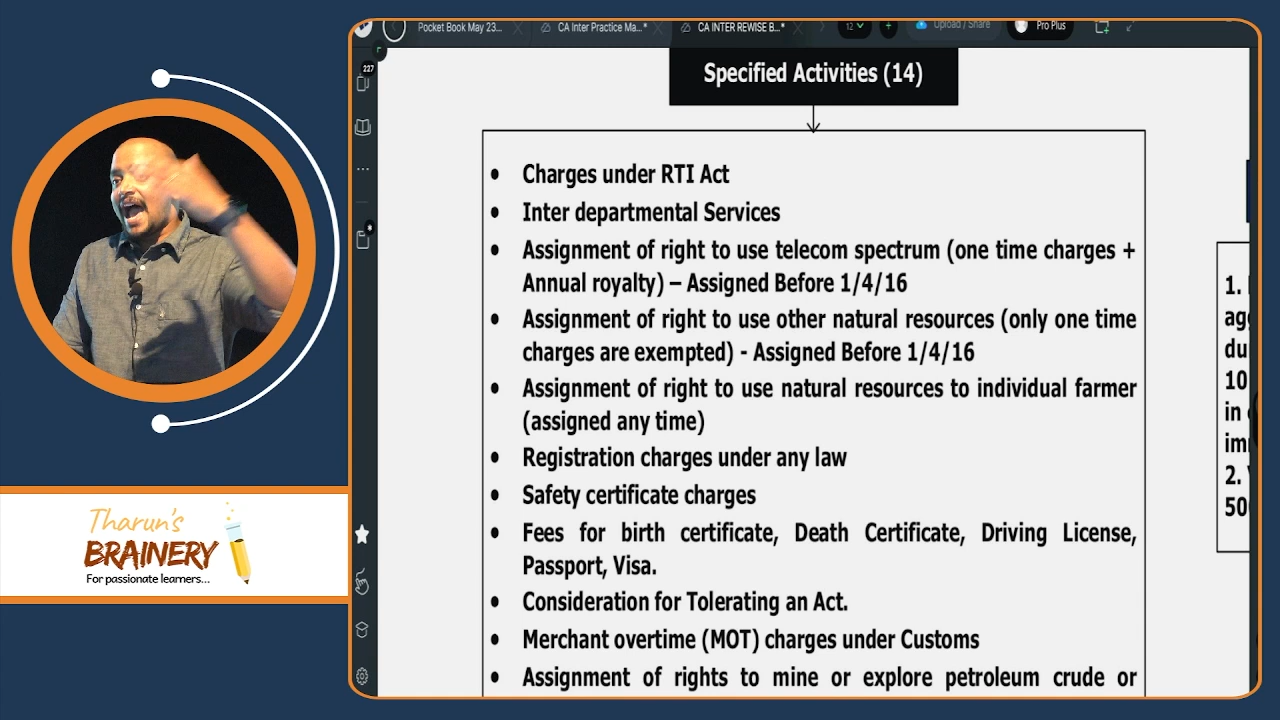 Pocket Book May 23...
CA Inter Practice Ma...*
CA INTER REWISE B...*
12
Upload / Share
Pro Plus
227
Specified Activities (14)
• Charges under RTI Act
• Inter departmental Services
• Assignment of right to use telecom spectrum (one time charges +
Annual royalty) – Assigned Before 1/4/16
• Assignment of right to use other natural resources (only one time
charges are exempted) - Assigned Before 1/4/16
• Assignment of right to use natural resources to individual farmer
(assigned any time)
• Registration charges under any law
• Safety certificate charges
• Fees for birth certificate, Death Certificate, Driving License,
Passport, Visa.
• Consideration for Tolerating an Act.
• Merchant overtime (MOT) charges under Customs
• Assignment of rights to mine or explore petroleum crude or
1.
10
in
2.
Tharun's
BRAINERY
For passionate learners...